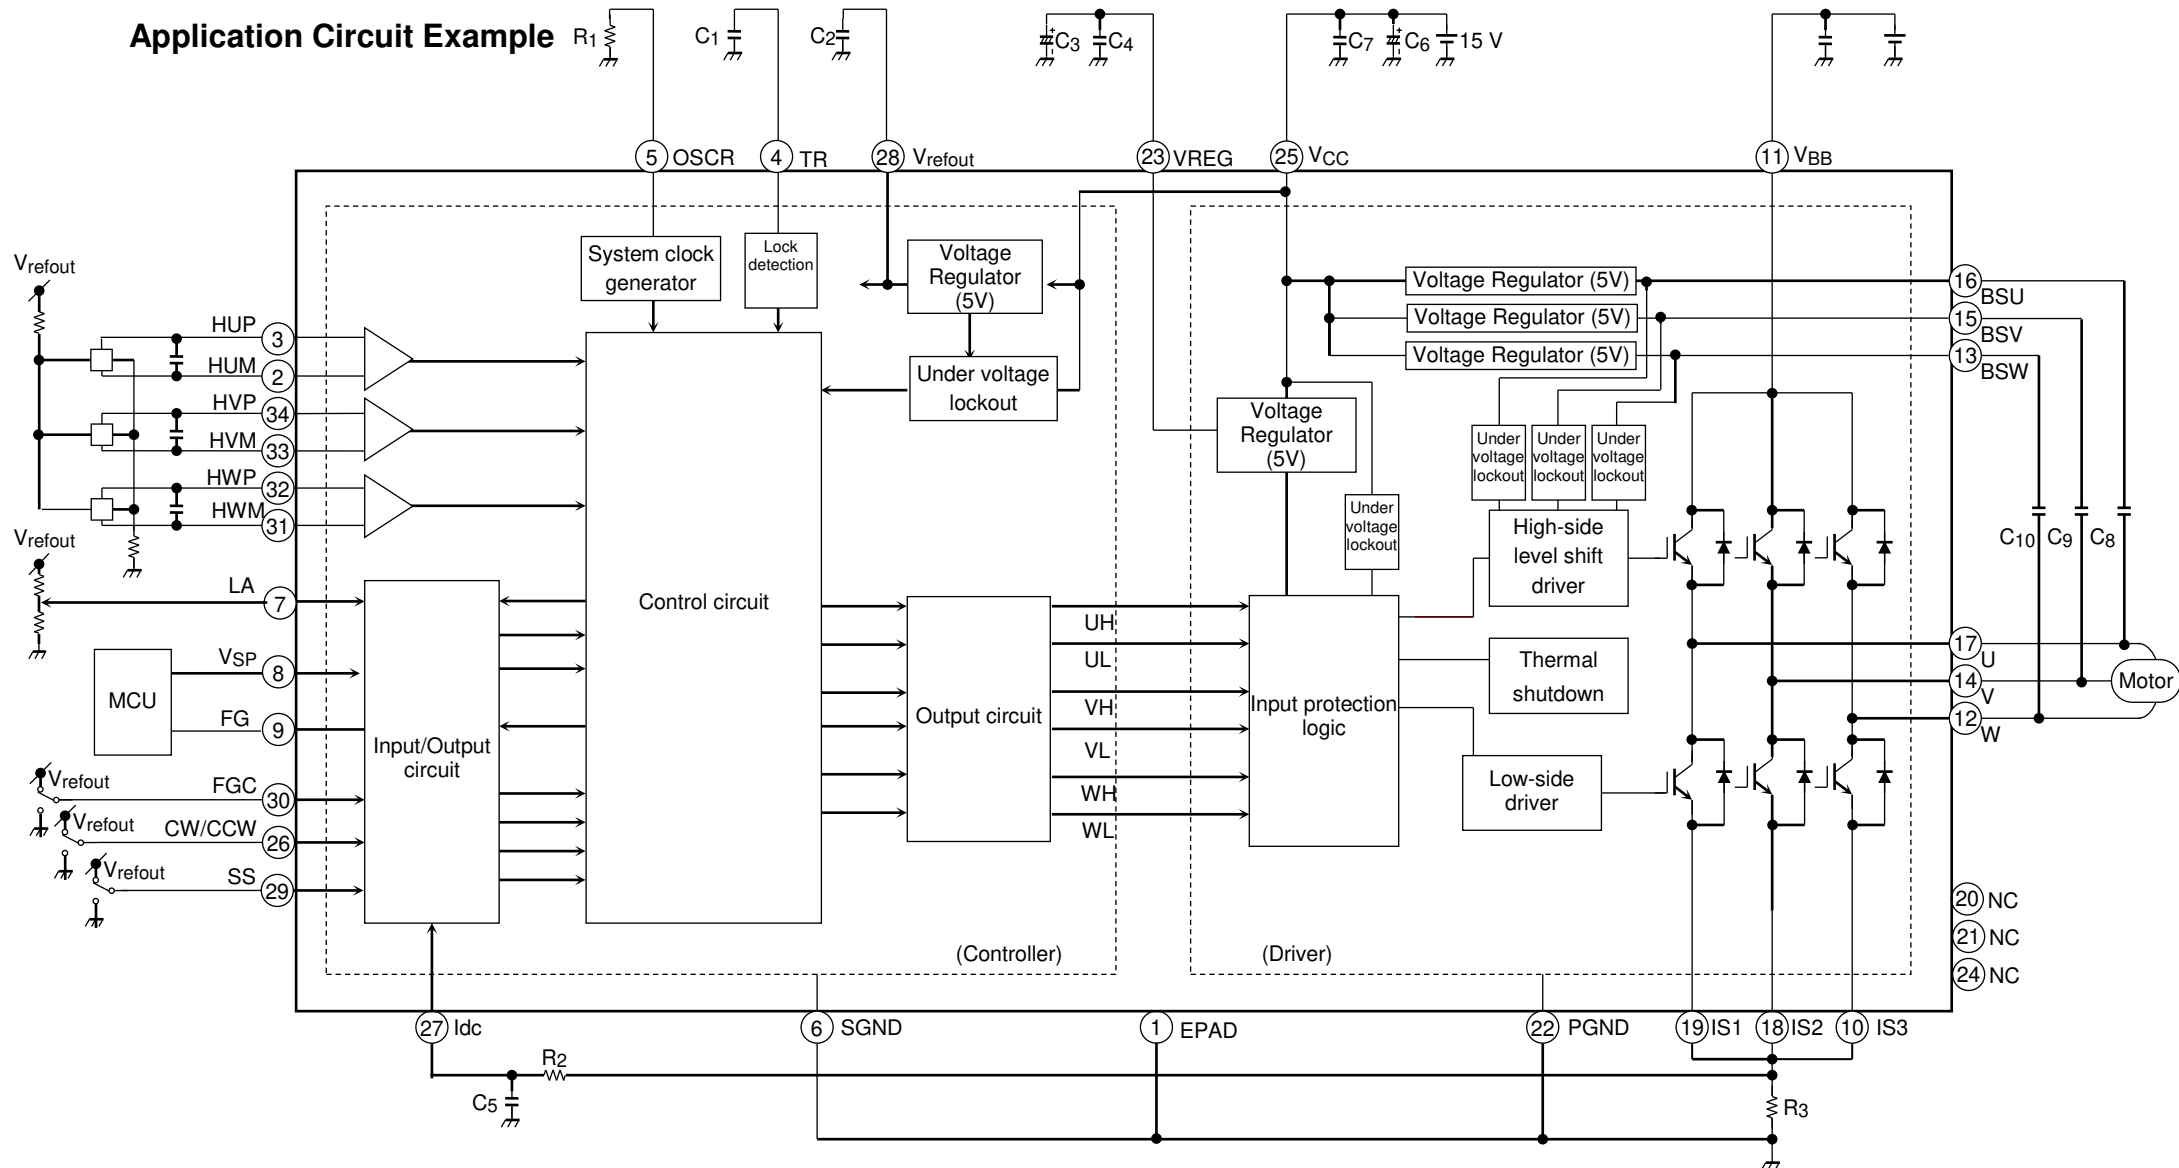 Application Circuit Example
R1
C1
C2
C3
C4
C7
C6
15 V
5 OSCR
4 TR
28 Vrefout
23 VREG
25 VCC
11 VBB
System clock
generator
Lock
detection
Voltage
Regulator
(5V)
Under voltage
lockout
Voltage Regulator (5V)
Voltage Regulator (5V)
Voltage Regulator (5V)
16
BSU
15
BSV
13
BSW
Vrefout
HUP 3
HUM 2
HVP 34
HVM 33
HWP 32
HWM 31
Vrefout
LA 7
MCU
VSP 8
FG 9
Vrefout
FGC 30
Vrefout
CW/CCW 26
Vrefout
SS 29
Input/Output
circuit
Control circuit
Output circuit
UH
UL
VH
VL
WH
WL
(Controller)
Voltage
Regulator
(5V)
Under
voltage
lockout
Under
voltage
lockout
Under
voltage
lockout
Under
voltage
lockout
High-side
level shift
driver
Input protection
logic
Thermal
shutdown
Low-side
driver
(Driver)
C10
C9
C8
17
U
14
V
12
W
Motor
20 NC
21 NC
24 NC
27 Idc
6 SGND
1 EPAD
22 PGND
19 IS1
18 IS2
10 IS3
R2
C5
R3